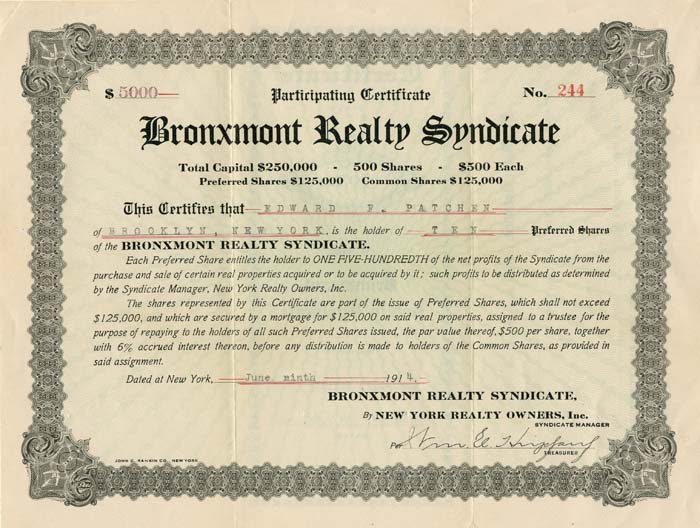 $ 5000 Participating Certificate No. 244
Bronxmont Realty Syndicate
Total Capital $250,000 - 500 Shares - $500 Each
Preferred Shares $125,000 Common Shares $125,000
This Certifies that EDWARD F. PATCHEN
of BROOKLYN, NEW YORK, is the holder of TEN Preferred Shares
of the BRONXMONT REALTY SYNDICATE.
Each Preferred Share entitles the holder to ONE FIVE-HUNDREDTH of the net profits of the Syndicate from the
purchase and sale of certain real properties acquired or to be acquired by it; such profits to be distributed as determined
by the Syndicate Manager, New York Realty Owners, Inc.
The shares represented by this Certificate are part of the issue of Preferred Shares, which shall not exceed
$125,000, and which are secured by a mortgage for $125,000 on said real properties, assigned to a trustee for the
purpose of repaying to the holders of all such Preferred Shares issued, the par value thereof, $500 per share, together
with 6% accrued interest thereon, before any distribution is made to holders of the Common Shares, as provided in
said assignment.
Dated at New York, June ninth 1914.
BRONXMONT REALTY SYNDICATE,
By NEW YORK REALTY OWNERS, Inc.
SYNDICATE MANAGER
Per Wm. E.
TREASURER
JOHN C. RANKIN CO., NEW YORK